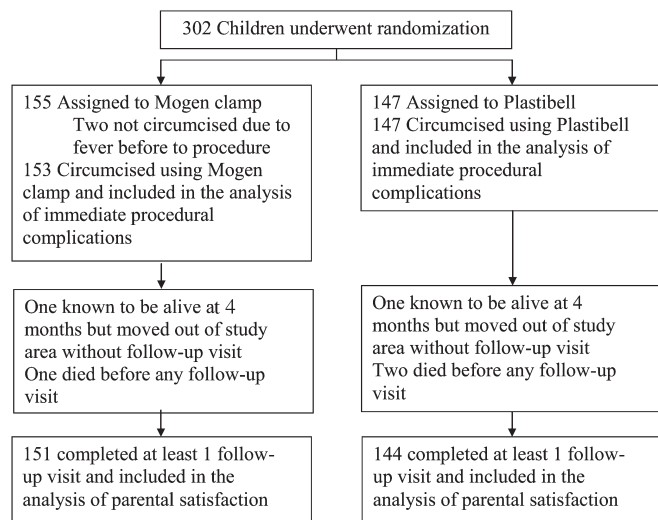 302 Children underwent randomization
155 Assigned to Mogen clamp
Two not circumcised due to
fever before to procedure
153 Circumcised using Mogen
clamp and included in the analysis
of immediate procedural
complications
147 Assigned to Plastibell
147 Circumcised using Plastibell
and included in the analysis of
immediate procedural
complications
One known to be alive at 4
months but moved out of study
area without follow-up visit
One died before any follow-up
visit
One known to be alive at 4
months but moved out of study
area without follow-up visit
Two died before any follow-up
visit
151 completed at least 1 follow-
up visit and included in the
analysis of parental satisfaction
144 completed at least 1 follow-
up visit and included in the
analysis of parental satisfaction